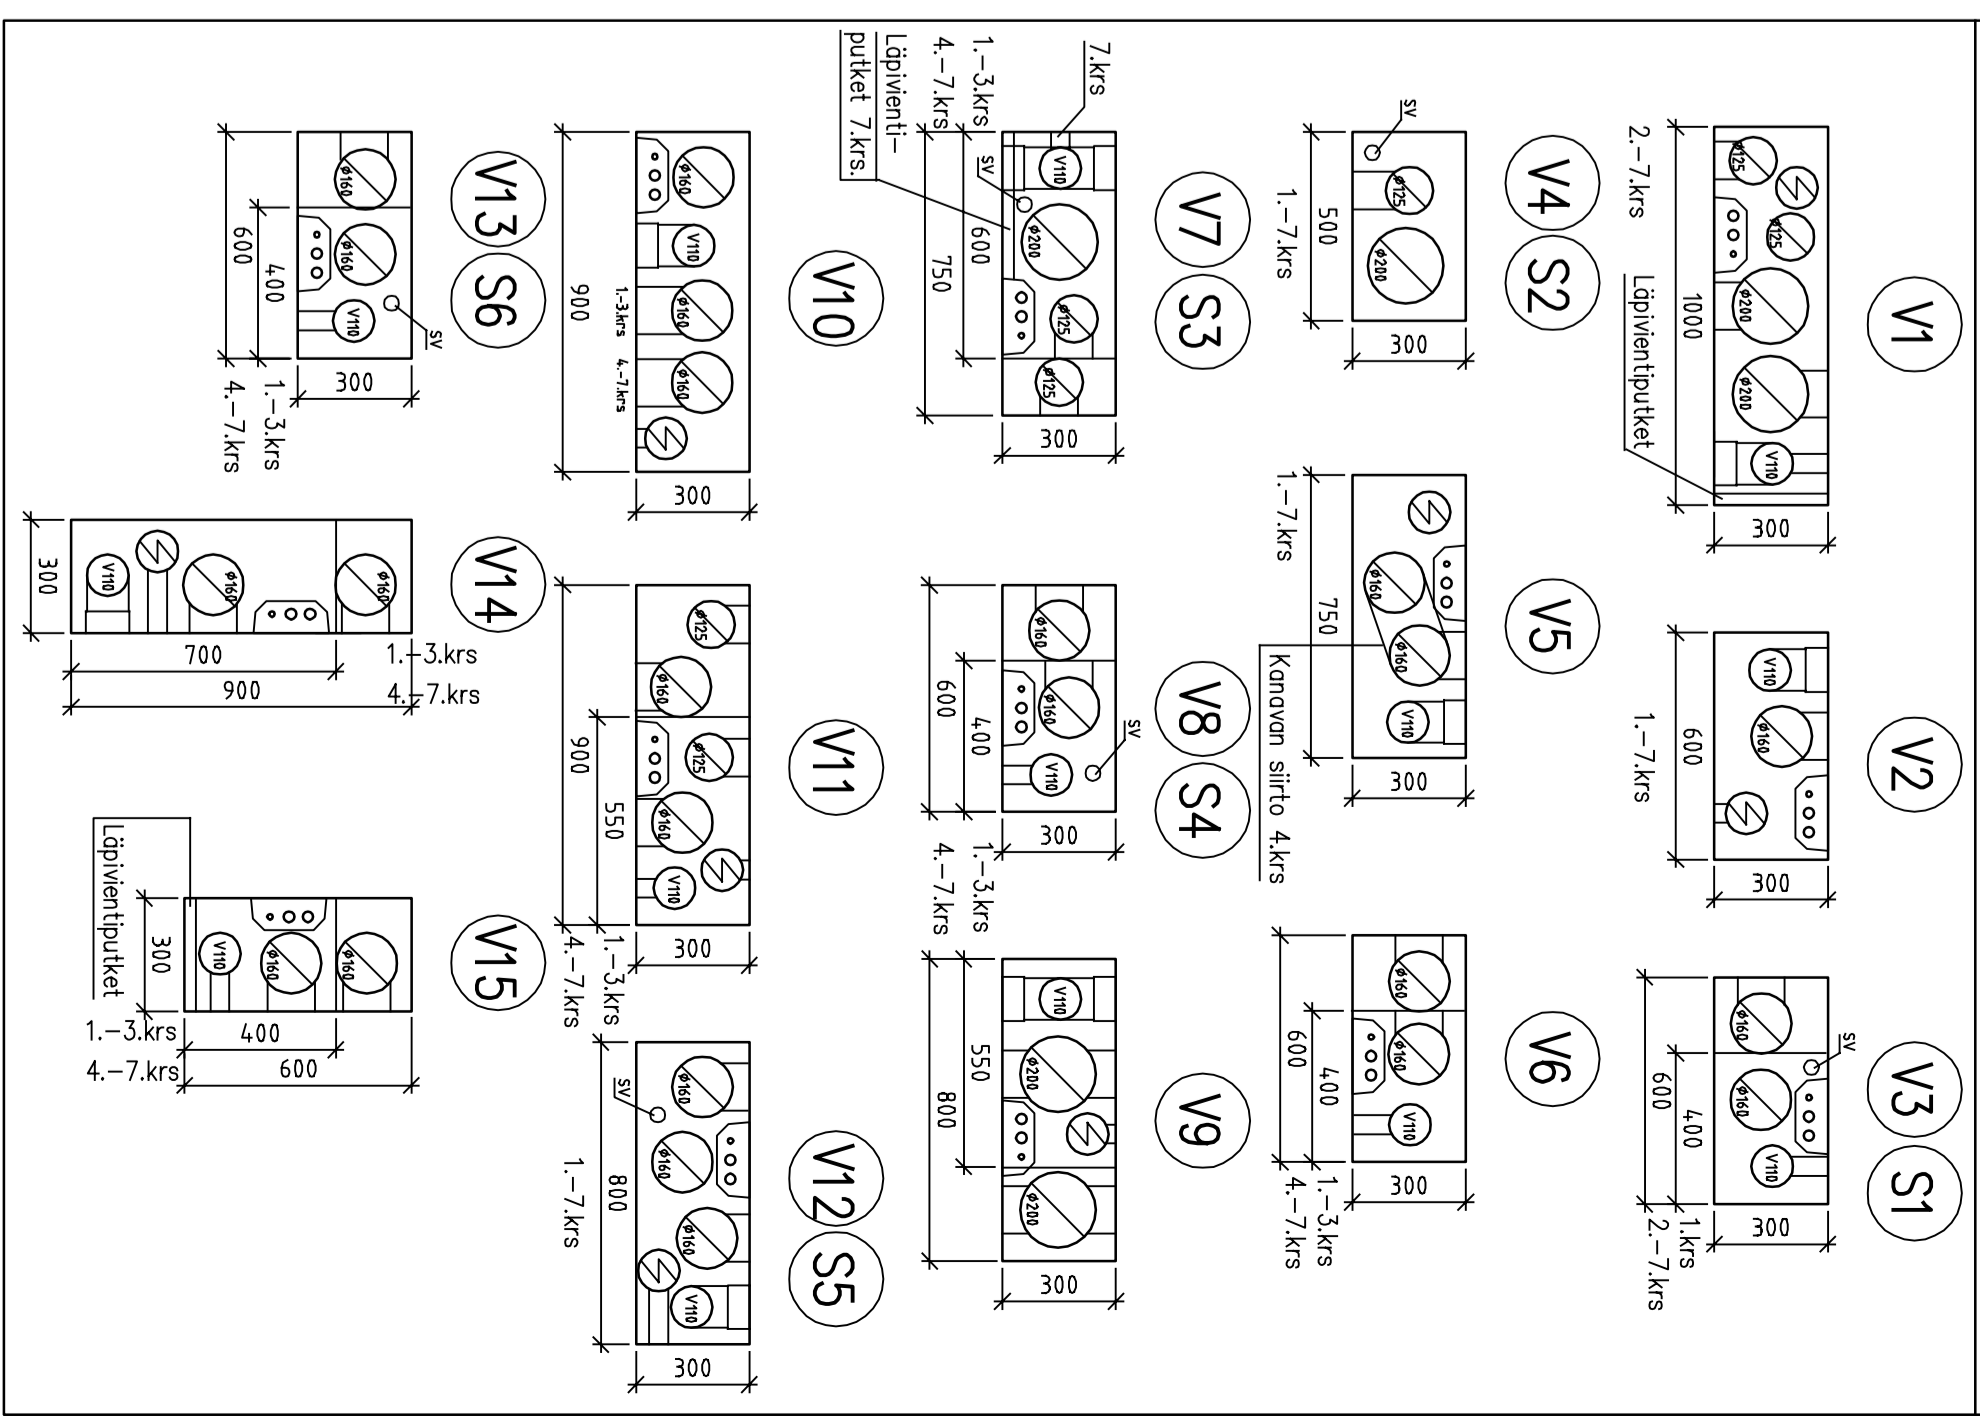 V1
ø125
ø125
ø200
ø200
V110
1000
300
2.-7.krs
Läpivientiputket
V2
V110
ø160
600
300
1.-7.krs
V3
S1
sv
ø160
ø160
V110
400
600
300
1.krs
2.-7.krs
V4
S2
sv
ø125
ø200
500
300
1.-7.krs
V5
ø160
ø160
V110
750
300
1.-7.krs
Kanavan siirto 4.krs
V6
ø160
ø160
V110
400
600
300
1.-3.krs
4.-7.krs
V7
S3
7.krs
V110
sv
ø200
ø125
ø125
600
750
300
1.-3.krs
4.-7.krs
Läpivienti-
putket 7.krs.
V8
S4
sv
ø160
ø160
V110
400
600
300
1.-3.krs
4.-7.krs
V9
V110
ø200
ø200
550
800
300
V10
ø160
V110
ø160
ø160
1.-3.krs
4.-7.krs
900
300
V11
ø125
ø160
ø125
ø160
V110
550
900
300
1.-3.krs
4.-7.krs
V12
S5
ø160
sv
ø160
ø160
V110
800
300
1.-7.krs
V13
S6
ø160
ø160
V110
sv
400
600
300
1.-3.krs
4.-7.krs
V14
V110
ø160
ø160
300
700
1.-3.krs
900
4.-7.krs
V15
V110
ø160
ø160
300
Läpivientiputket
1.-3.krs
400
4.-7.krs
600